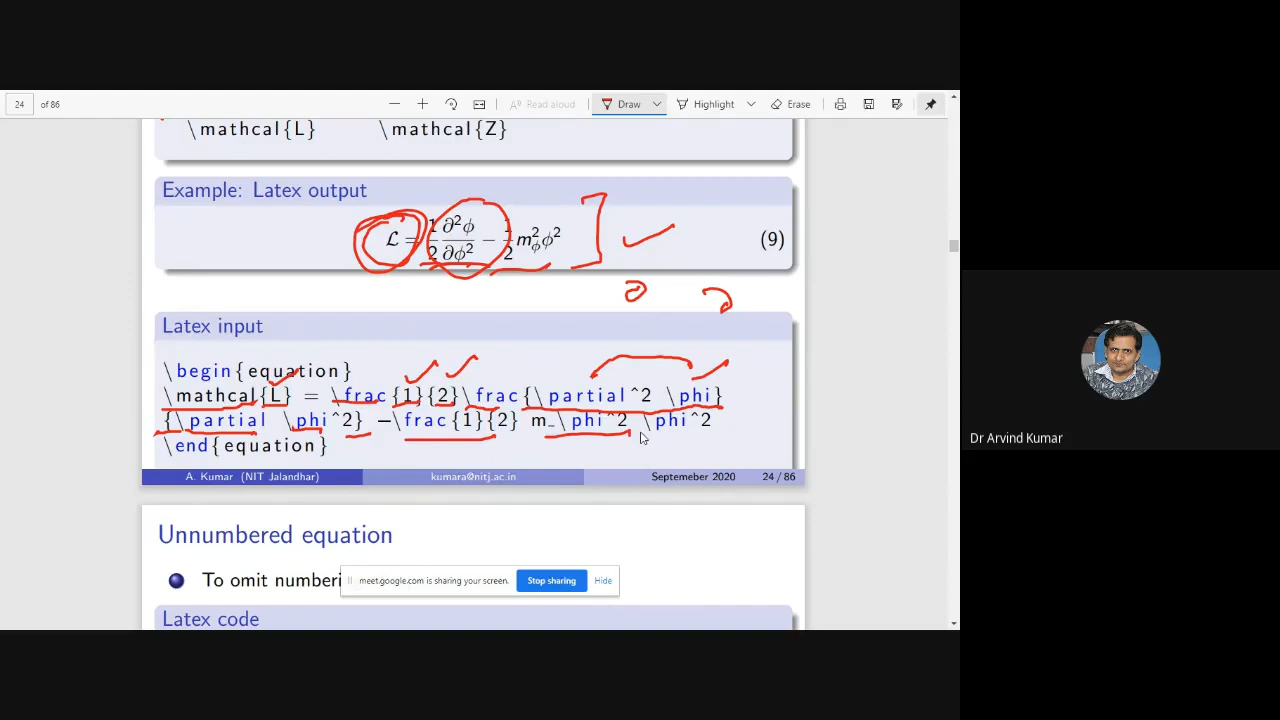 24 of 86 Read aloud Draw Highlight Erase
\mathcal{L} \mathcal{Z}
Example: Latex output
ℒ = 1/2 ∂²φ/∂φ² − 1/2 m²_φ φ² (9)
Latex input
\begin{equation}
\mathcal{L} = \frac{1}{2}\frac{\partial^2 \phi}
{\partial \phi^2} −\frac{1}{2} m_\phi^2 \phi^2
\end{equation}
A. Kumar (NIT Jalandhar) kumara@nitj.ac.in Septemeber 2020 24 / 86
Unnumbered equation
To omit numberi
meet.google.com is sharing your screen. Stop sharing Hide
Latex code
Dr Arvind Kumar